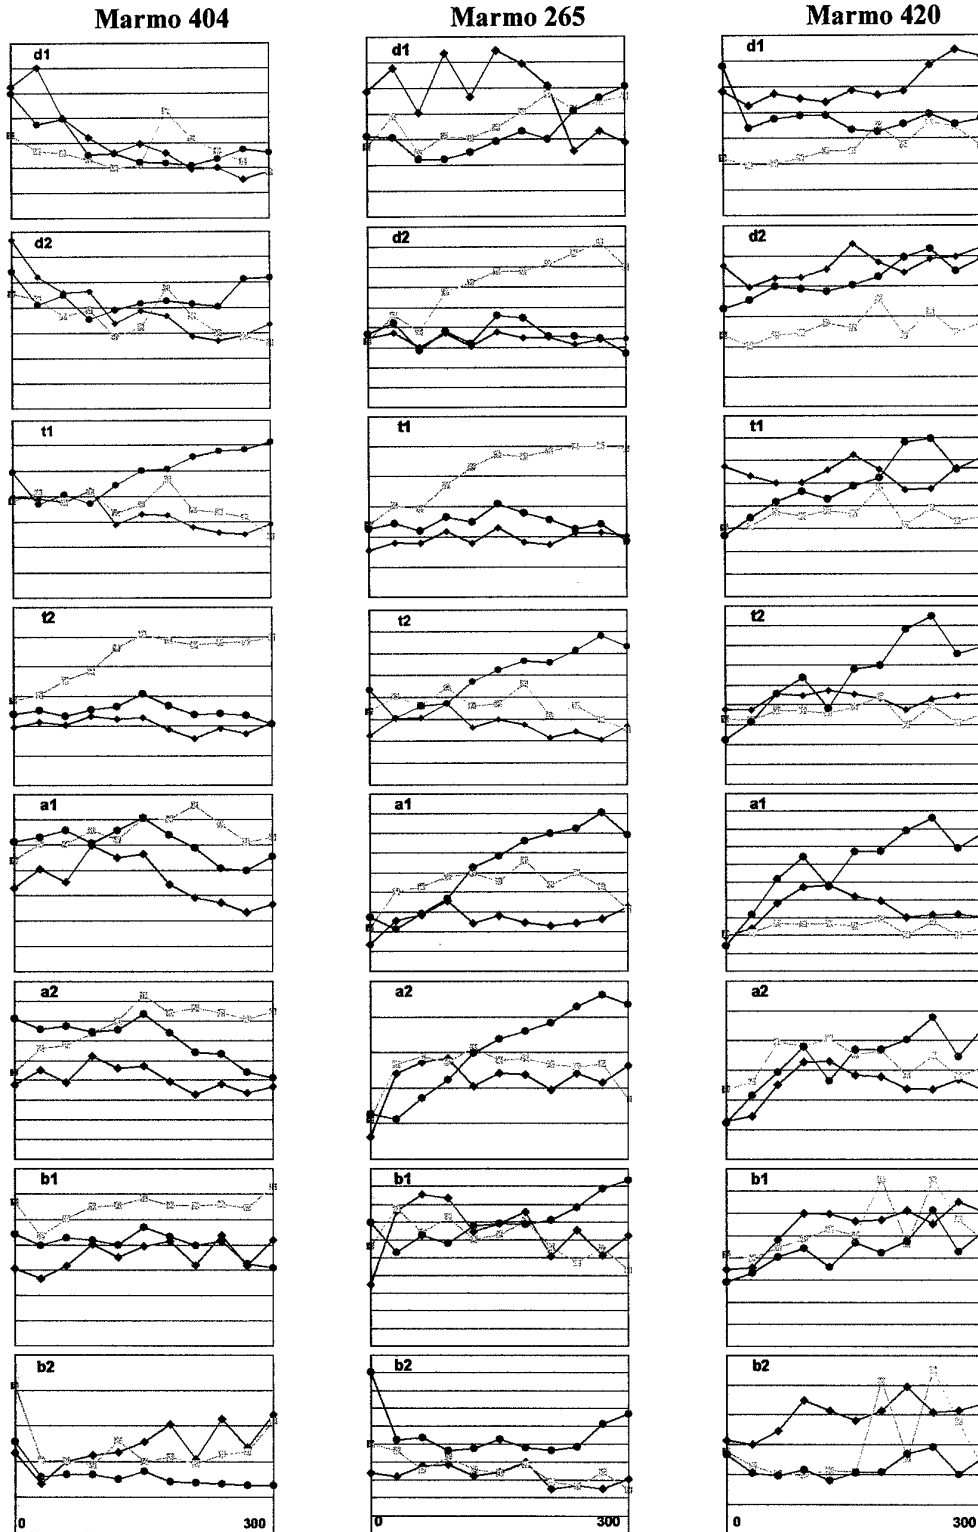 Marmo 404 Marmo 265 Marmo 420
d1 d1 d1
d2 d2 d2
t1 t1 t1
t2 t2 t2
a1 a1 a1
a2 a2 a2
b1 b1 b1
b2 b2 b2
0 300 0 300 0 300